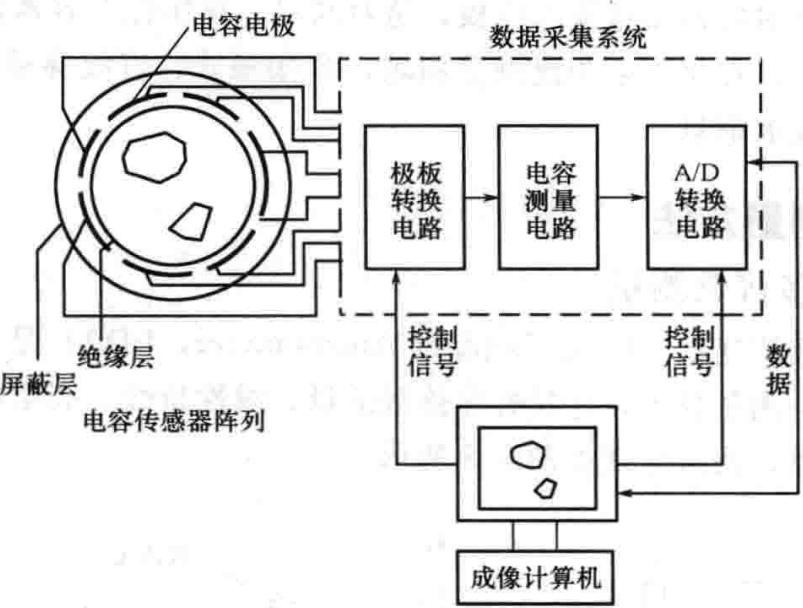 电容电极
数据采集系统
极板
转换
电路
电容
测量
电路
A/D
转换
电路
控制
信号
控制
信号
数
据
绝缘层
屏蔽层
电容传感器阵列
成像计算机